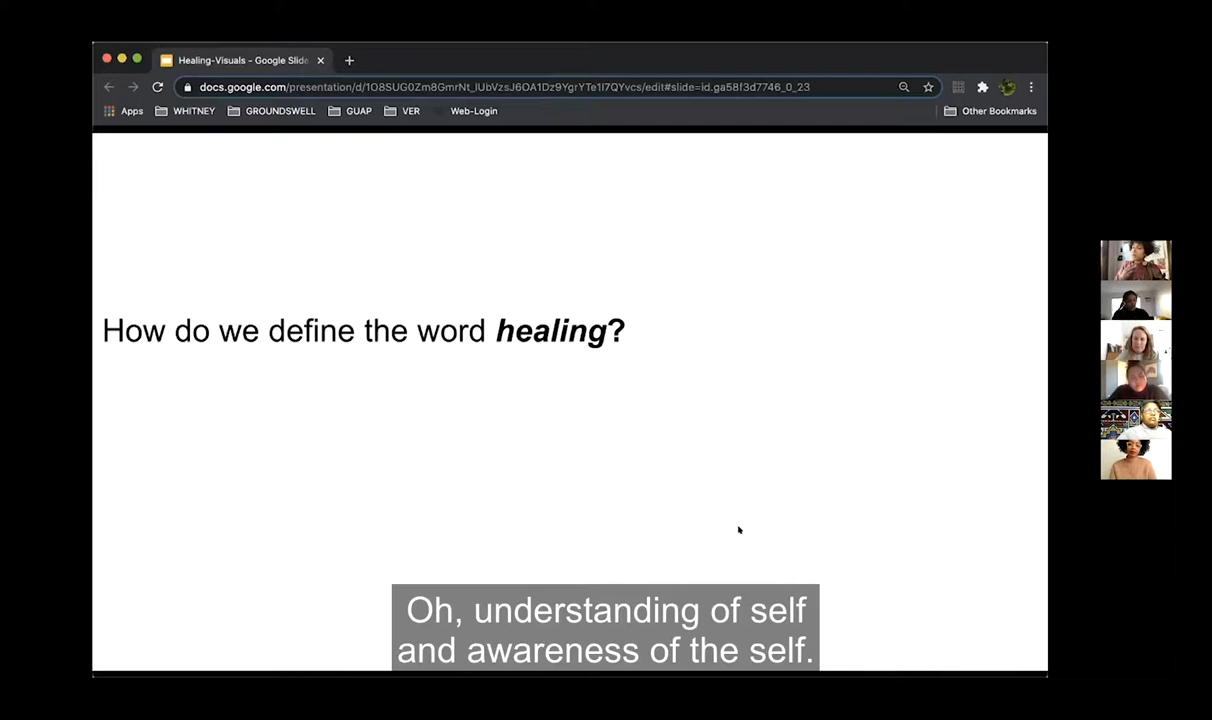 Healing-Visuals - Google Slide
docs.google.com/presentation/d/1O8SUG0Zm8GmrNt_IUbVzsJ6OA1Dz9YgrYTe1I7QYvcs/edit#slide=id.ga58f3d7746_0_23
Apps WHITNEY GROUNDSWELL GUAP VER Web-Login Other Bookmarks
How do we define the word healing?
Oh, understanding of self
and awareness of the self.